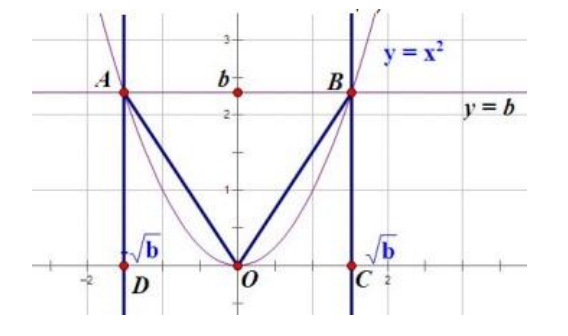 3
A b B y = x²
y = b
2
1
-√b √b
-2 D O C 2